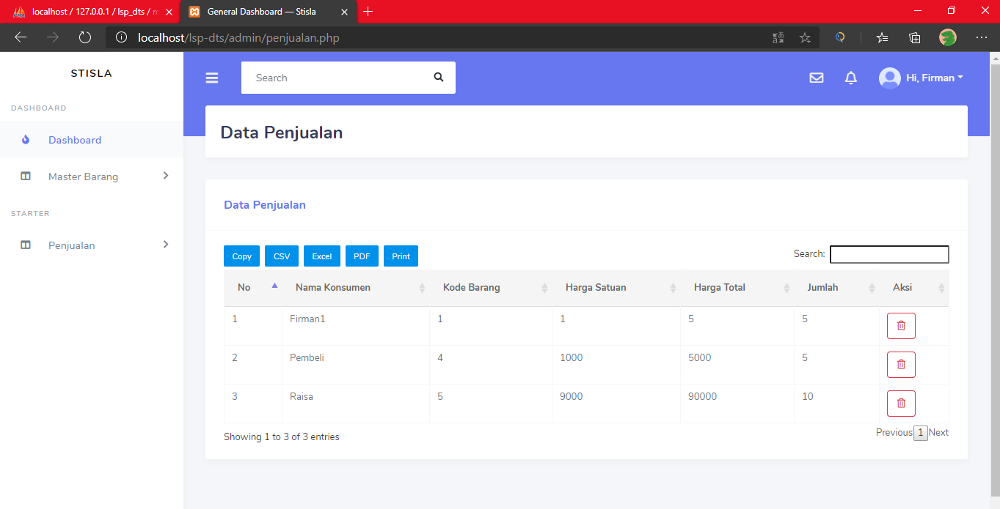 localhost / 127.0.0.1 / lsp_dts / m
General Dashboard — Stisla
localhost/lsp-dts/admin/penjualan.php
STISLA
Search
Hi, Firman
DASHBOARD
Dashboard
Master Barang
STARTER
Penjualan
Data Penjualan
Data Penjualan
Copy CSV Excel PDF Print Search:
No Nama Konsumen Kode Barang Harga Satuan Harga Total Jumlah Aksi
1 Firman1 1 1 5 5
2 Pembeli 4 1000 5000 5
3 Raisa 5 9000 90000 10
Showing 1 to 3 of 3 entries
Previous 1 Next